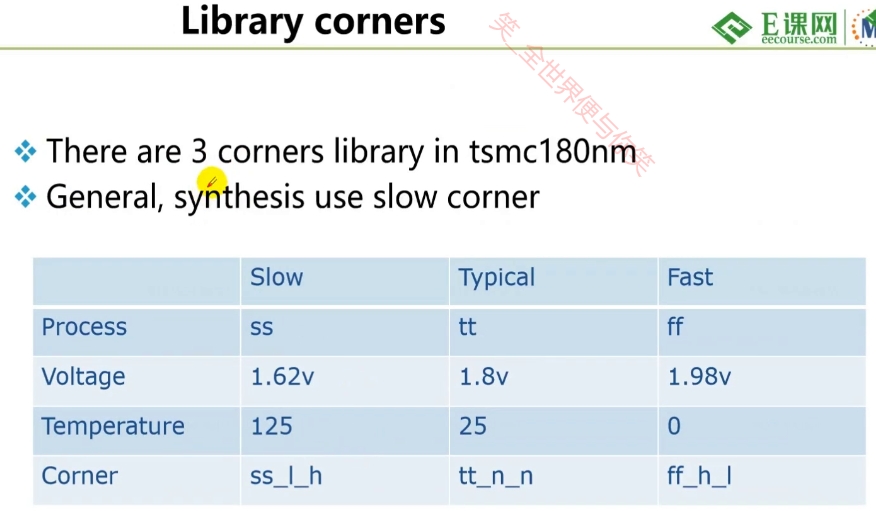 Library corners
E课网
eecourse.com
M
笑_全世界便与你笑
There are 3 corners library in tsmc180nm
General, synthesis use slow corner
Slow Typical Fast
Process ss tt ff
Voltage 1.62v 1.8v 1.98v
Temperature 125 25 0
Corner ss_l_h tt_n_n ff_h_l